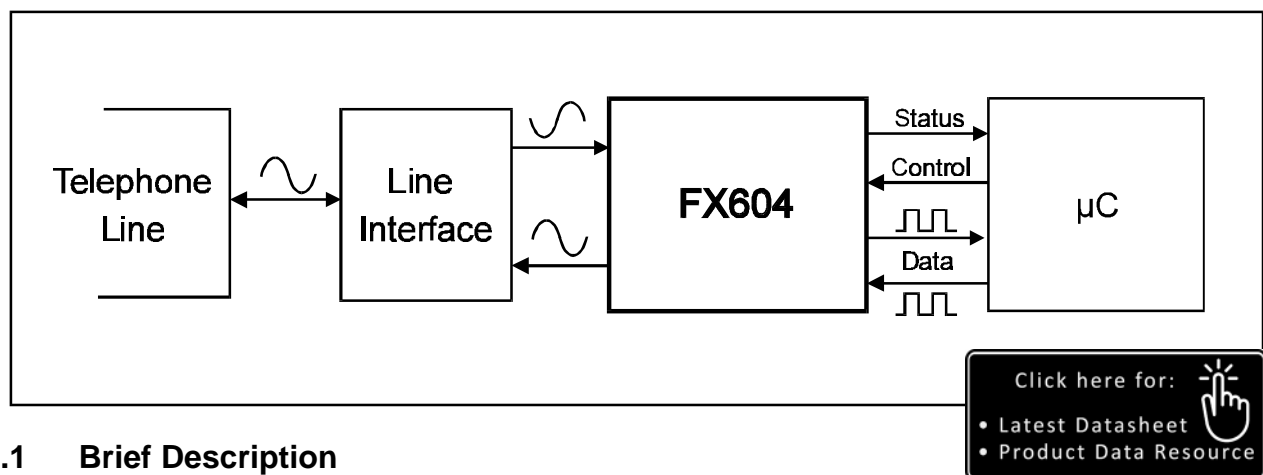 Telephone
Line
Line
Interface
FX604
Status
Control
Data
µC
Click here for:
• Latest Datasheet
• Product Data Resource
.1 Brief Description